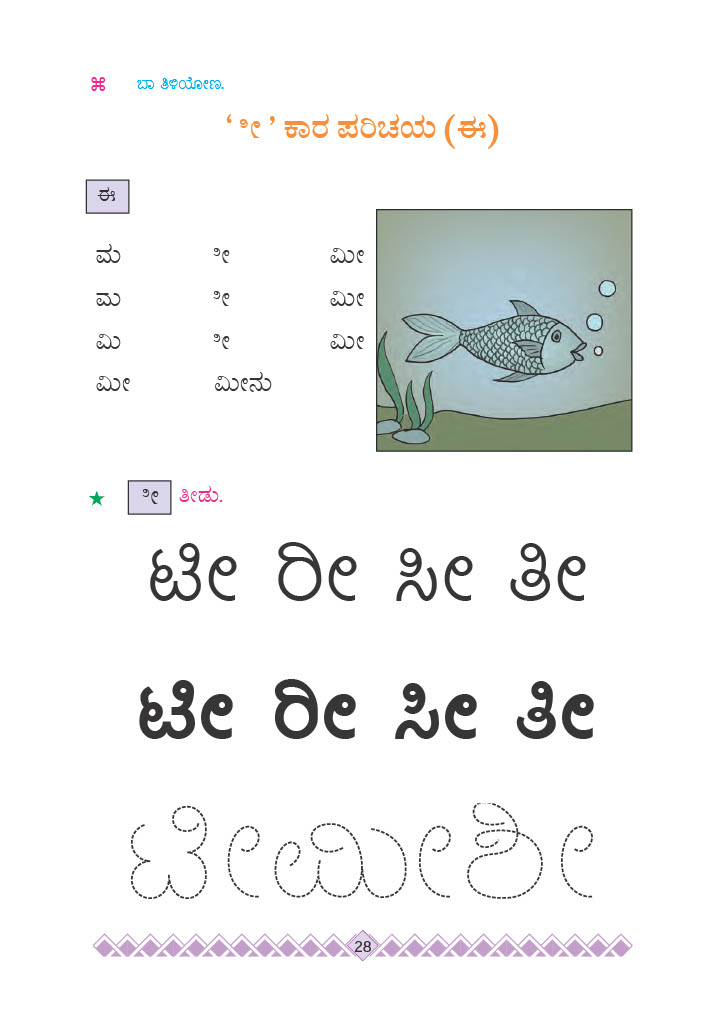 ⌘ ಬಾ ತಿಳಿಯೋಣ.
‘ ೀ ’ ಕಾರ ಪರಿಚಯ (ಈ)
ಈ
ಮ ೀ ಮೀ
ಮ ೀ ಮೀ
ಮಿ ೀ ಮೀ
ಮೀ ಮೀನು
★ ೀ ತೀಡು.
ಟೀ ರೀ ಸೀ ತೀ
ಟೀ ರೀ ಸೀ ತೀ
ಟೀ ಮೀ ಶೀ
28